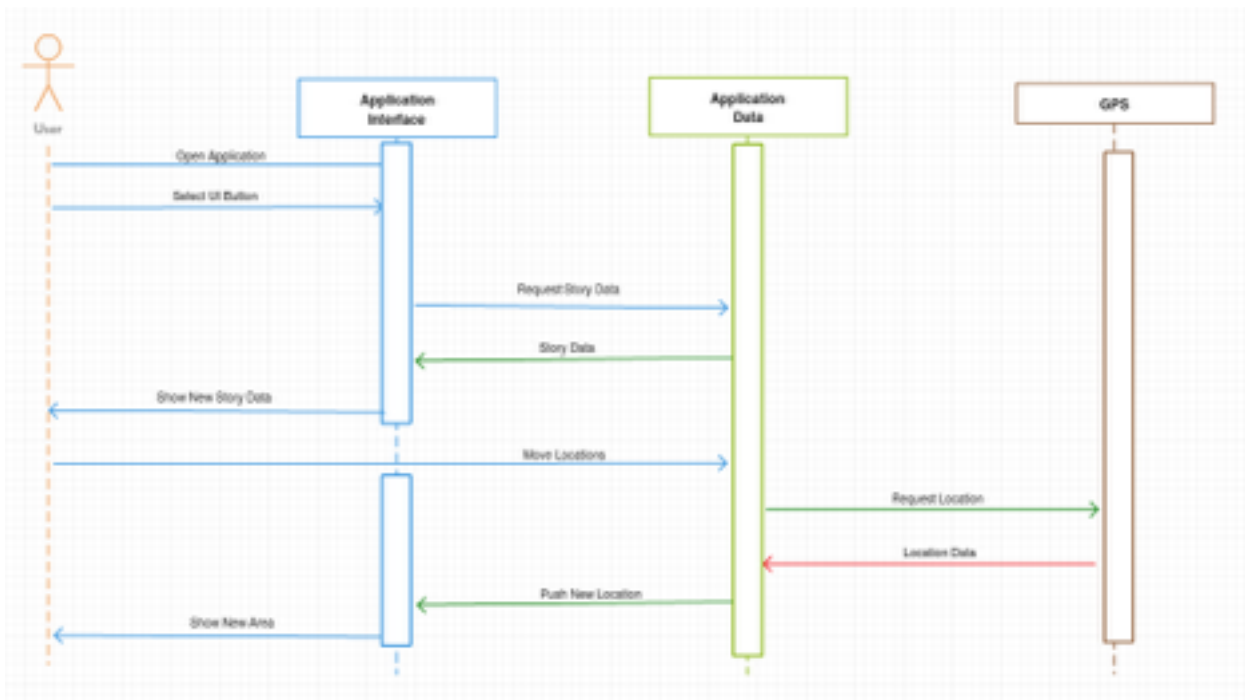 User
Application
Interface
Application
Data
GPS
Open Application
Select UI Button
Request Story Data
Story Data
Show New Story Data
Move Locations
Request Location
Location Data
Push New Location
Show New Area